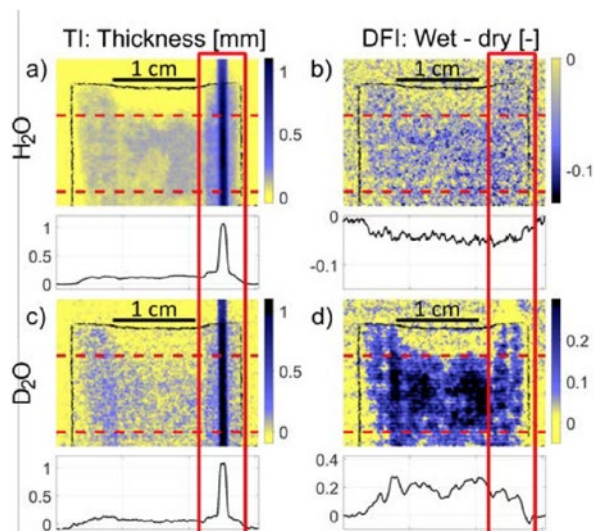 TI: Thickness [mm]
DFI: Wet - dry [-]
a)
1 cm
1
0.5
0
b)
1 cm
0
-0.1
H₂O
1
0.5
0
0
-0.1
c)
1 cm
1
0.5
0
d)
1 cm
0.2
0.1
0
D₂O
1
0.5
0
0.4
0.2
0